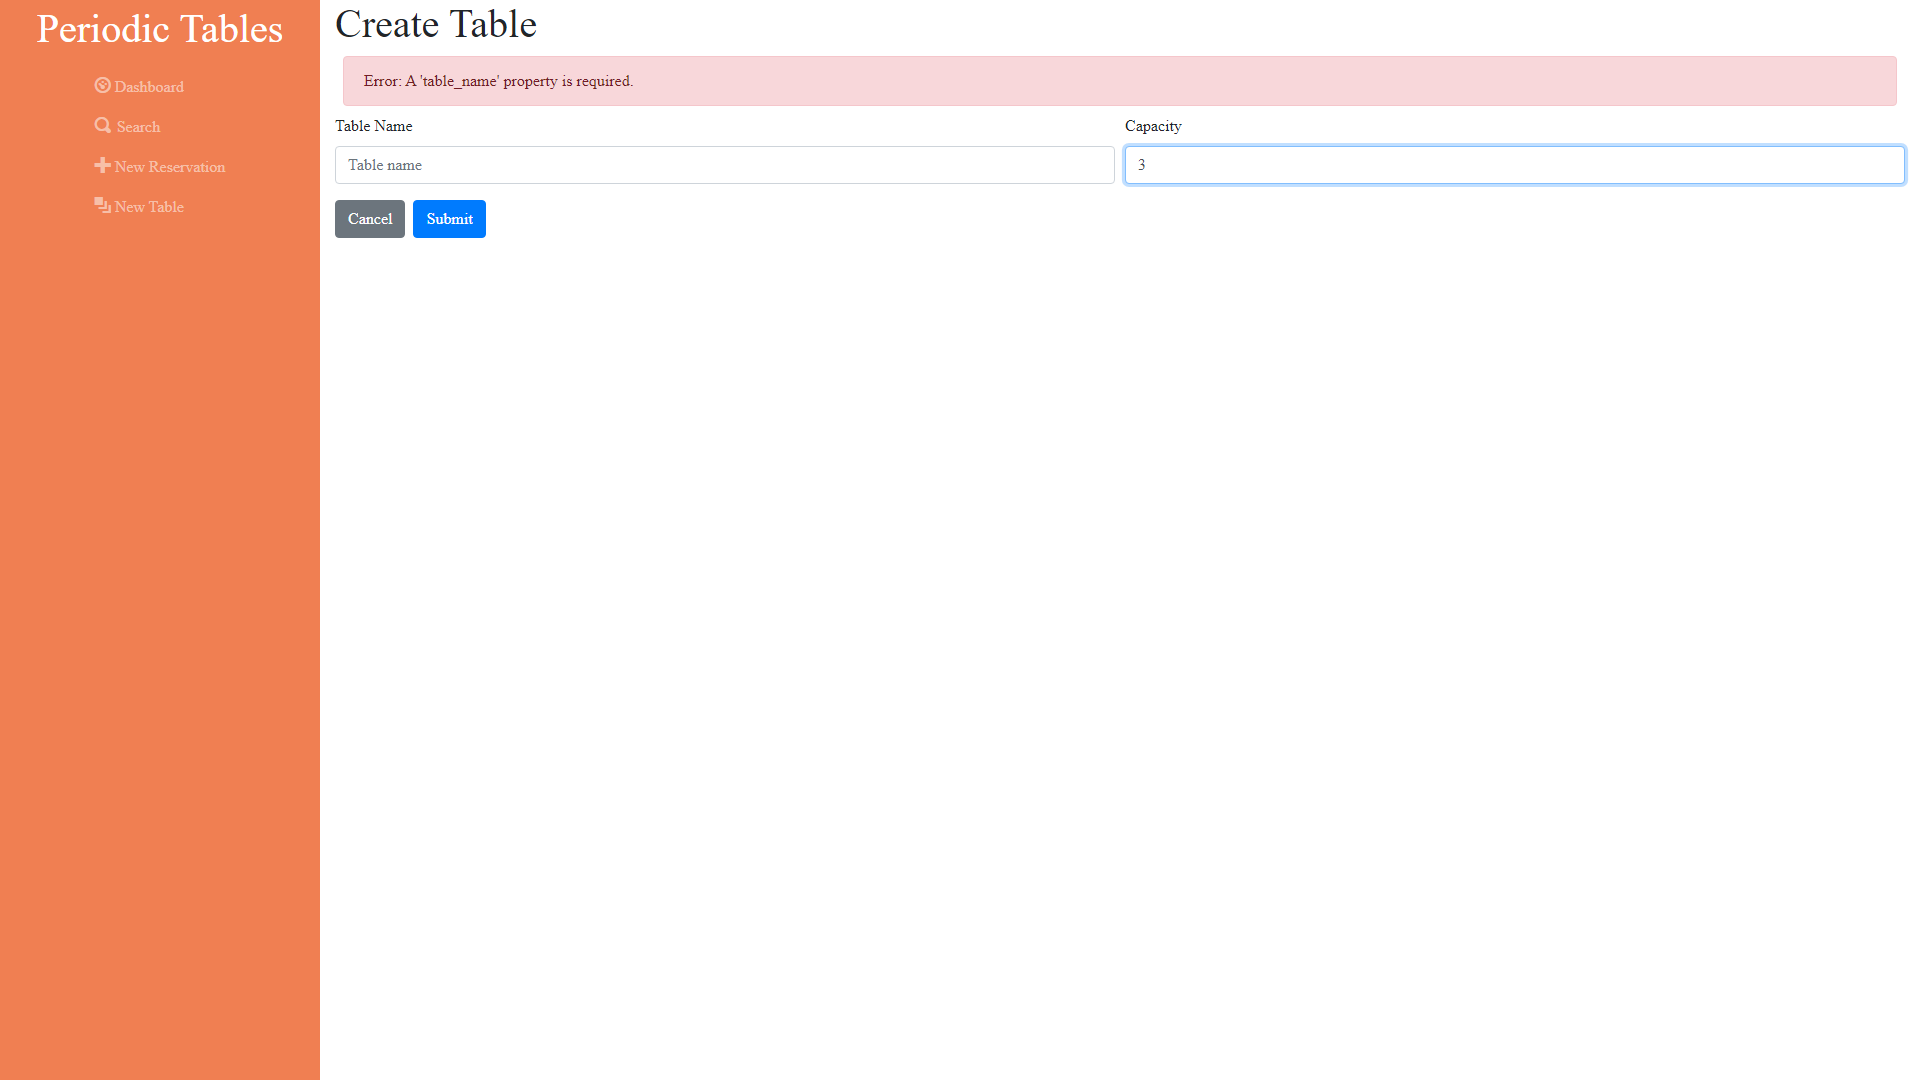 Periodic Tables
Dashboard
Search
New Reservation
New Table
Create Table
Error: A 'table_name' property is required.
Table Name
Capacity
Table name
3
Cancel
Submit